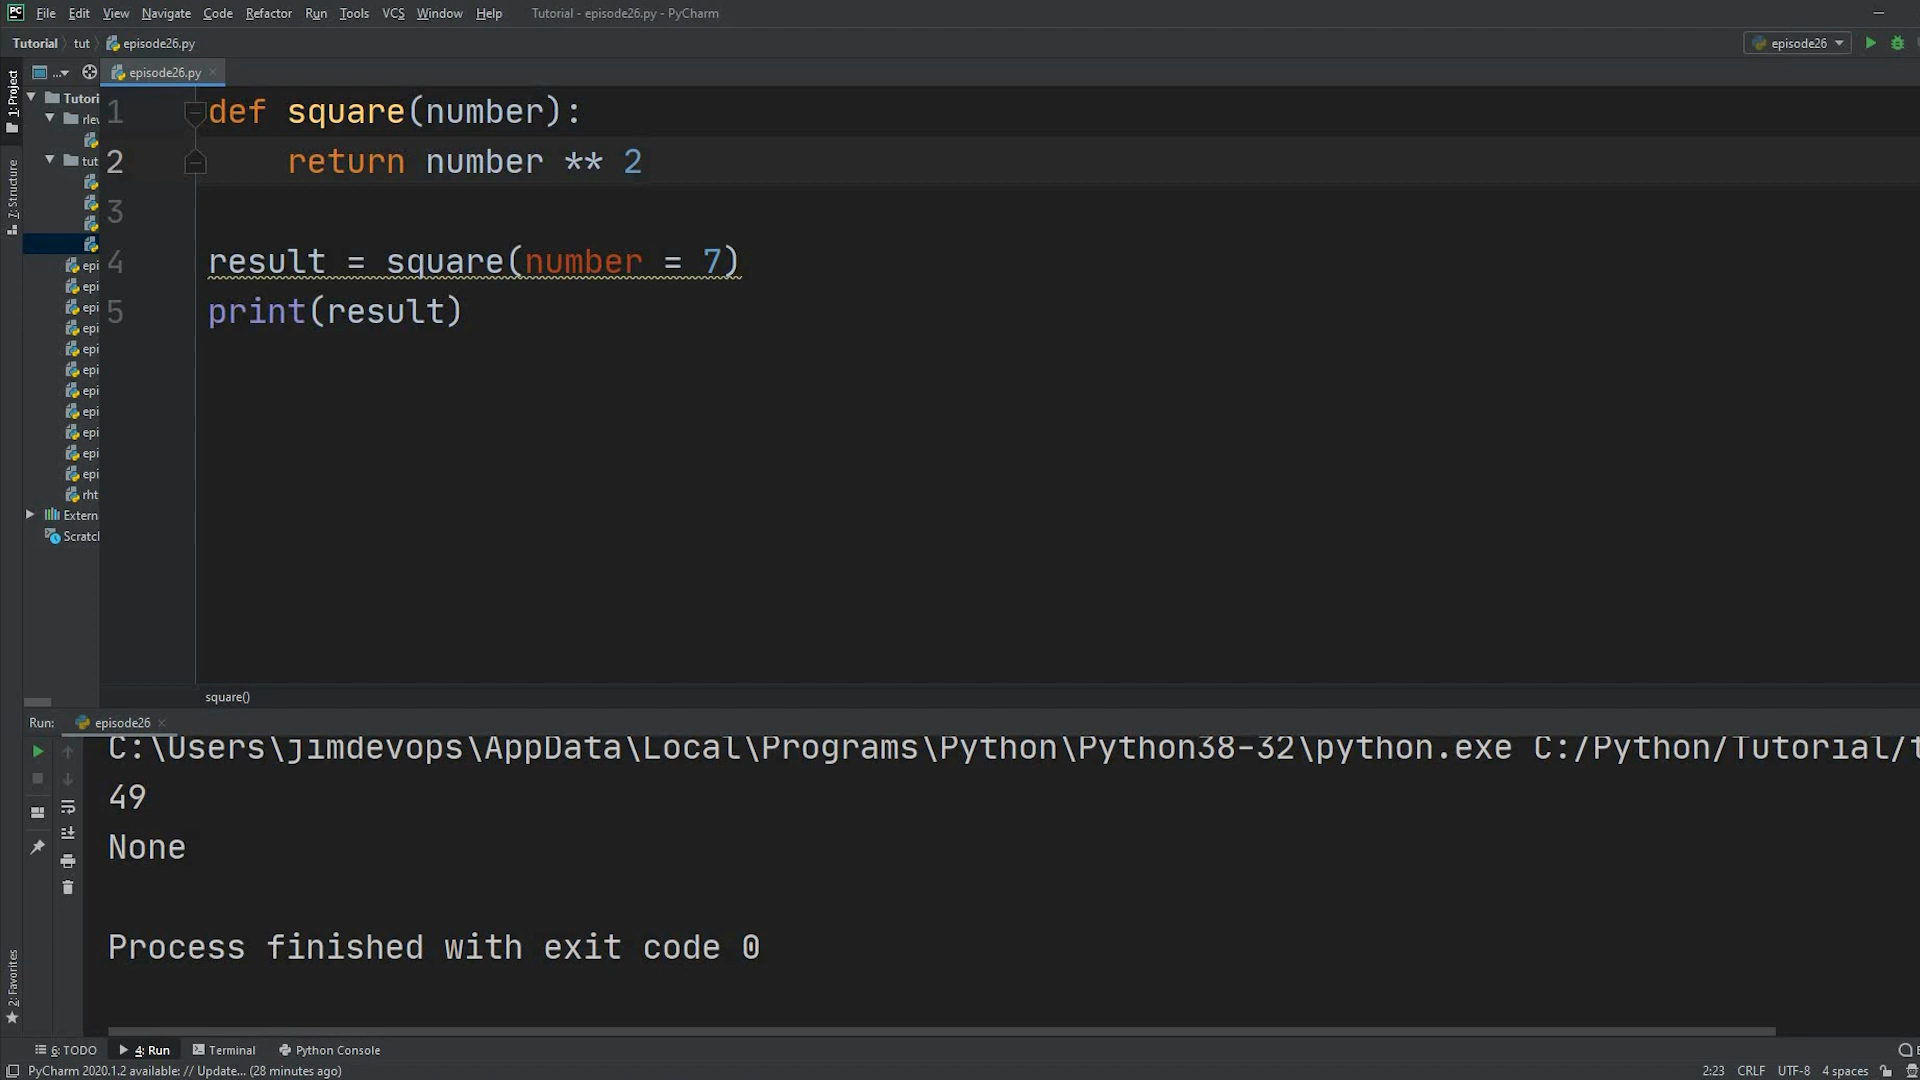 PC File Edit View Navigate Code Refactor Run Tools VCS Window Help Tutorial - episode26.py - PyCharm
Tutorial tut episode26.py episode26
1: Project
7: Structure
2: Favorites
...
Tutori
rlev
tut
epi
epi
epi
epi
epi
epi
epi
epi
epi
epi
epi
rht
Extern
Scratch
episode26.py
1 def square(number):
2 return number ** 2
3
4 result = square(number = 7)
5 print(result)
square()
Run: episode26
C:\Users\jimdevops\AppData\Local\Programs\Python\Python38-32\python.exe C:/Python/Tutorial/t
49
None
Process finished with exit code 0
6: TODO 4: Run Terminal Python Console
PyCharm 2020.1.2 available: // Update... (28 minutes ago) 2:23 CRLF UTF-8 4 spaces